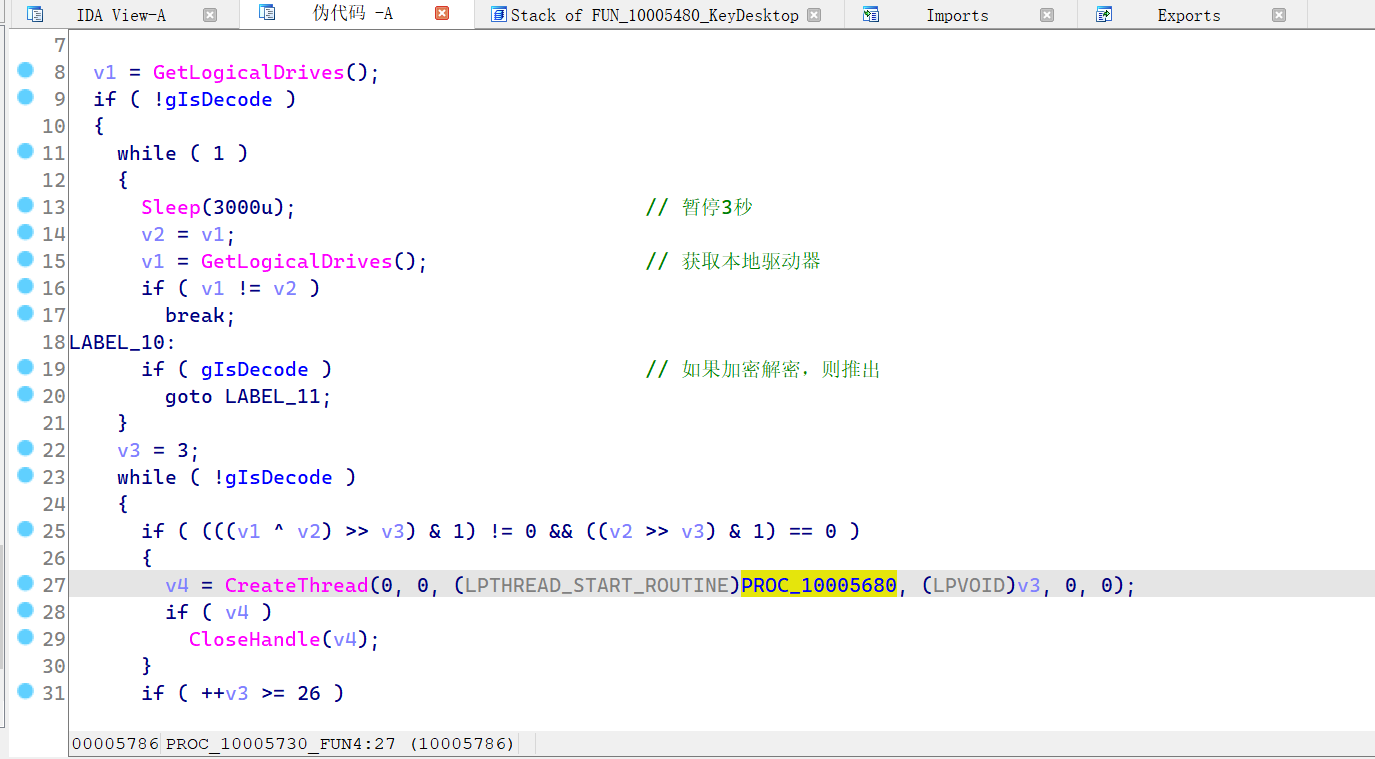 IDA View-A 伪代码 -A Stack of FUN_10005480_KeyDesktop Imports Exports
7
8 v1 = GetLogicalDrives();
9 if ( !gIsDecode )
10 {
11 while ( 1 )
12 {
13 Sleep(3000u); // 暂停3秒
14 v2 = v1;
15 v1 = GetLogicalDrives(); // 获取本地驱动器
16 if ( v1 != v2 )
17 break;
18 LABEL_10:
19 if ( gIsDecode ) // 如果加密解密，则推出
20 goto LABEL_11;
21 }
22 v3 = 3;
23 while ( !gIsDecode )
24 {
25 if ( (((v1 ^ v2) >> v3) & 1) != 0 && ((v2 >> v3) & 1) == 0 )
26 {
27 v4 = CreateThread(0, 0, (LPTHREAD_START_ROUTINE)PROC_10005680, (LPVOID)v3, 0, 0);
28 if ( v4 )
29 CloseHandle(v4);
30 }
31 if ( ++v3 >= 26 )
00005786 PROC_10005730_FUN4:27 (10005786)